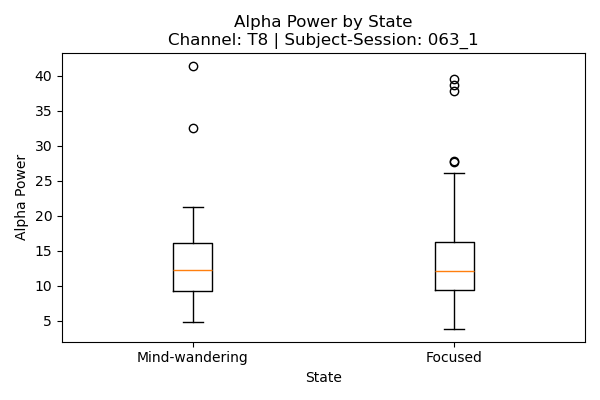 Alpha Power by State
Channel: T8 | Subject-Session: 063_1
Alpha Power
40
35
30
25
20
15
10
5
Mind-wandering
Focused
State